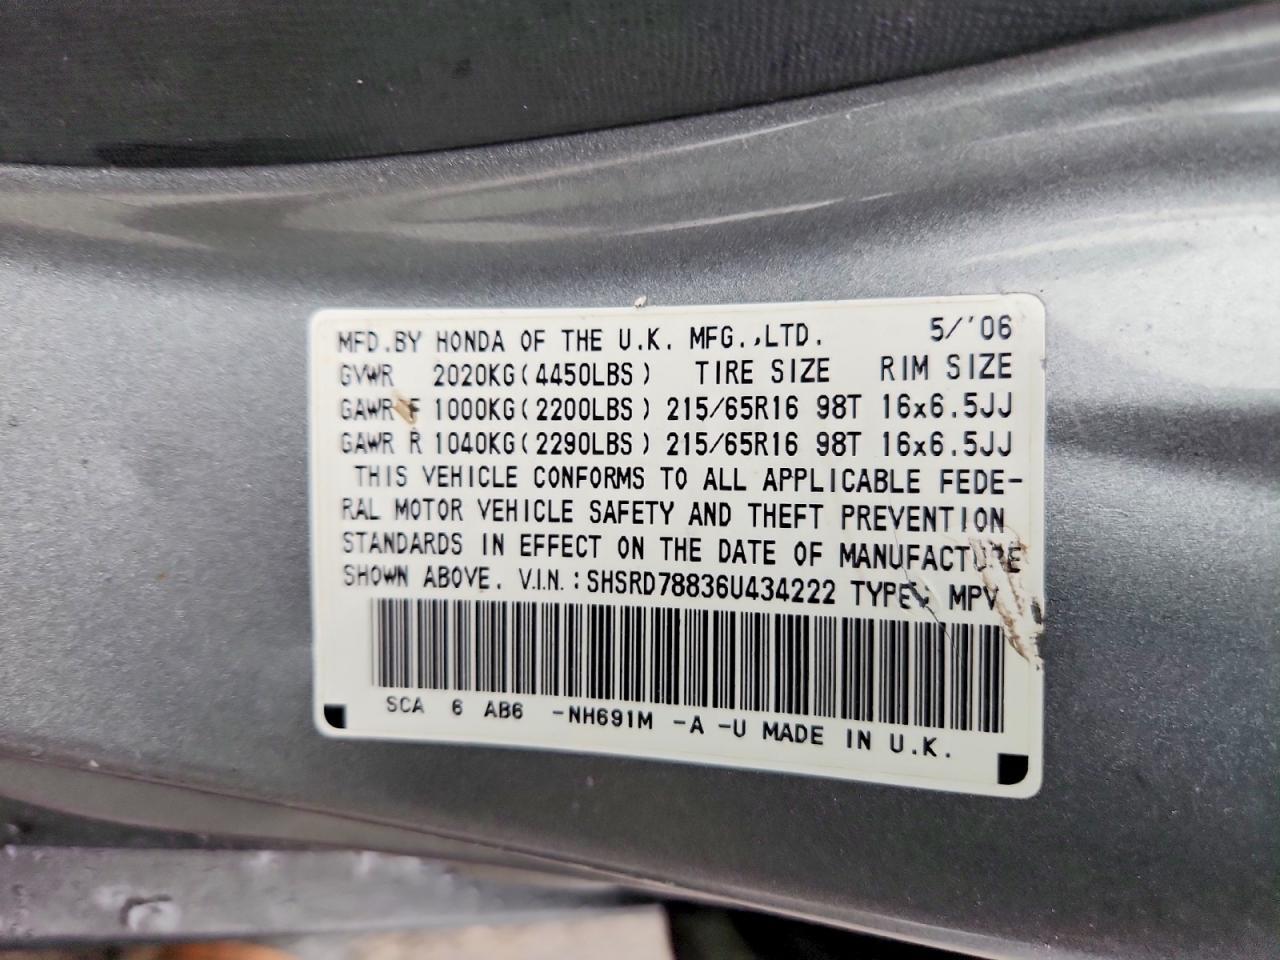 MFD.BY HONDA OF THE U.K. MFG.,LTD. 5/'06
GVWR 2020KG(4450LBS) TIRE SIZE RIM SIZE
GAWR F 1000KG(2200LBS) 215/65R16 98T 16x6.5JJ
GAWR R 1040KG(2290LBS) 215/65R16 98T 16x6.5JJ
THIS VEHICLE CONFORMS TO ALL APPLICABLE FEDE-
RAL MOTOR VEHICLE SAFETY AND THEFT PREVENTION
STANDARDS IN EFFECT ON THE DATE OF MANUFACTURE
SHOWN ABOVE. V.I.N.:SHSRD78836U434222 TYPE: MPV
SCA 6 AB6 -NH691M -A -U MADE IN U.K.